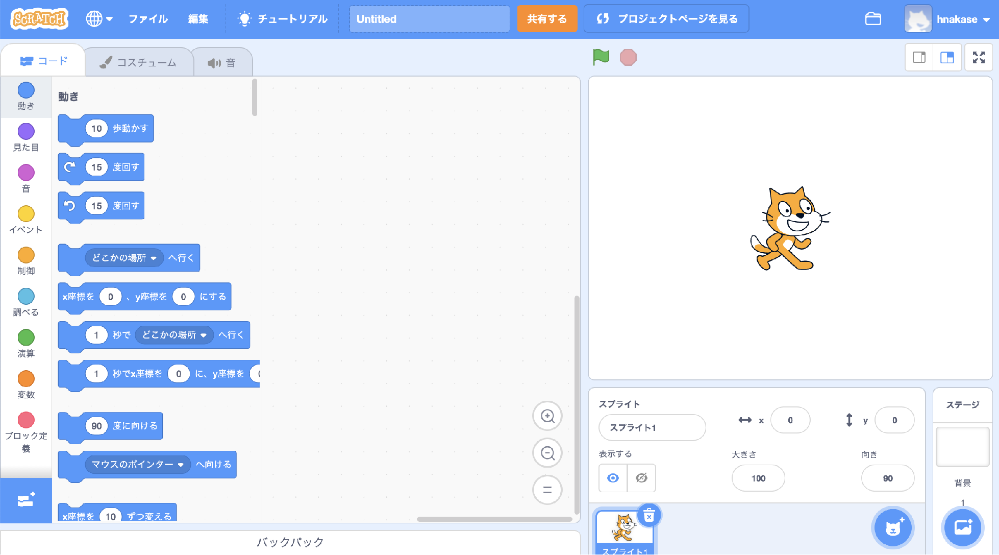 SCRATCH
ファイル
編集
チュートリアル
Untitled
共有する
プロジェクトページを見る
hnakase
コード
コスチューム
音
動き
見た目
音
イベント
制御
調べる
演算
変数
ブロック定
義
動き
10 歩動かす
15 度回す
15 度回す
どこかの場所 へ行く
x座標を 0 、y座標を 0 にする
1 秒で どこかの場所 へ行く
1 秒でx座標を 0 に、y座標を
90 度に向ける
マウスのポインター へ向ける
x座標を 10 ずつ変える
バックパック
スプライト
スプライト1
x 0
y 0
表示する
大きさ
100
向き
90
スプライト1
ステージ
背景
1